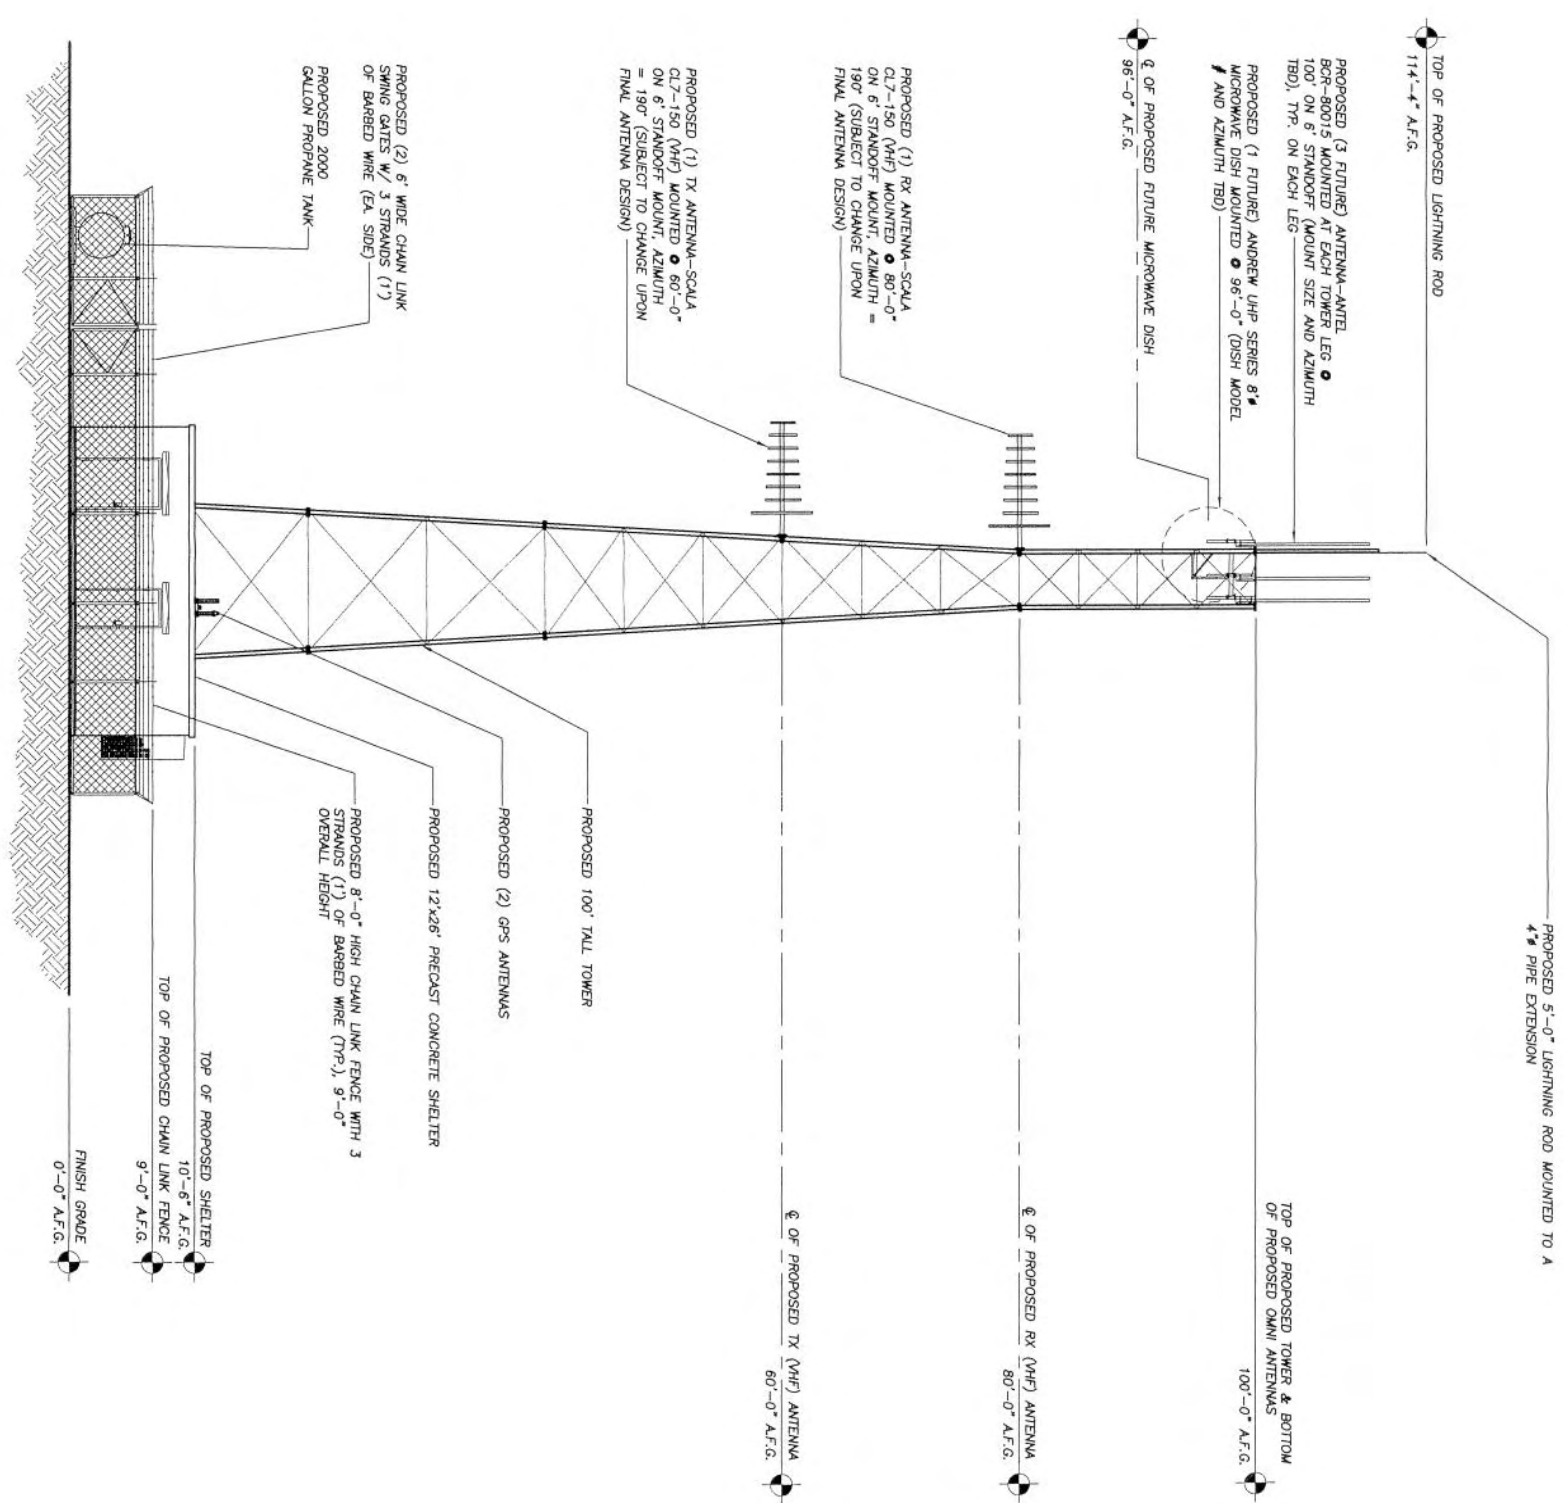 TOP OF PROPOSED LIGHTNING ROD
114'-4" A.F.G.
PROPOSED (3 FUTURE) ANTENNA-ANTEL
BCR-80015 MOUNTED AT EACH TOWER LEG @
100' ON 6' STANDOFF (MOUNT SIZE AND AZIMUTH
TBD), TYP. ON EACH LEG
PROPOSED (1 FUTURE) ANDREW UHP SERIES 8'ø
MICROWAVE DISH MOUNTED @ 96'-0" (DISH MODEL
# AND AZIMUTH TBD)
℄ OF PROPOSED FUTURE MICROWAVE DISH
96'-0" A.F.G.
PROPOSED (1) RX ANTENNA-SCALA
CL7-150 (VHF) MOUNTED @ 80'-0"
ON 6' STANDOFF MOUNT, AZIMUTH =
190° (SUBJECT TO CHANGE UPON
FINAL ANTENNA DESIGN)
PROPOSED (1) TX ANTENNA-SCALA
CL7-150 (VHF) MOUNTED @ 60'-0"
ON 6' STANDOFF MOUNT, AZIMUTH
= 190° (SUBJECT TO CHANGE UPON
FINAL ANTENNA DESIGN)
PROPOSED (2) 6' WIDE CHAIN LINK
SWING GATES W/ 3 STRANDS (1')
OF BARBED WIRE (EA. SIDE)
PROPOSED 2000
GALLON PROPANE TANK
PROPOSED 5'-0" LIGHTNING ROD MOUNTED TO A
4"ø PIPE EXTENSION
TOP OF PROPOSED TOWER & BOTTOM
OF PROPOSED OMNI ANTENNAS
100'-0" A.F.G.
℄ OF PROPOSED RX (VHF) ANTENNA
80'-0" A.F.G.
℄ OF PROPOSED TX (VHF) ANTENNA
60'-0" A.F.G.
PROPOSED 100' TALL TOWER
PROPOSED (2) GPS ANTENNAS
PROPOSED 12'x26' PRECAST CONCRETE SHELTER
PROPOSED 8'-0" HIGH CHAIN LINK FENCE WITH 3
STRANDS (1') OF BARBED WIRE (TYP.), 9'-0"
OVERALL HEIGHT
TOP OF PROPOSED SHELTER
10'-6" A.F.G.
TOP OF PROPOSED CHAIN LINK FENCE
9'-0" A.F.G.
FINISH GRADE
0'-0" A.F.G.